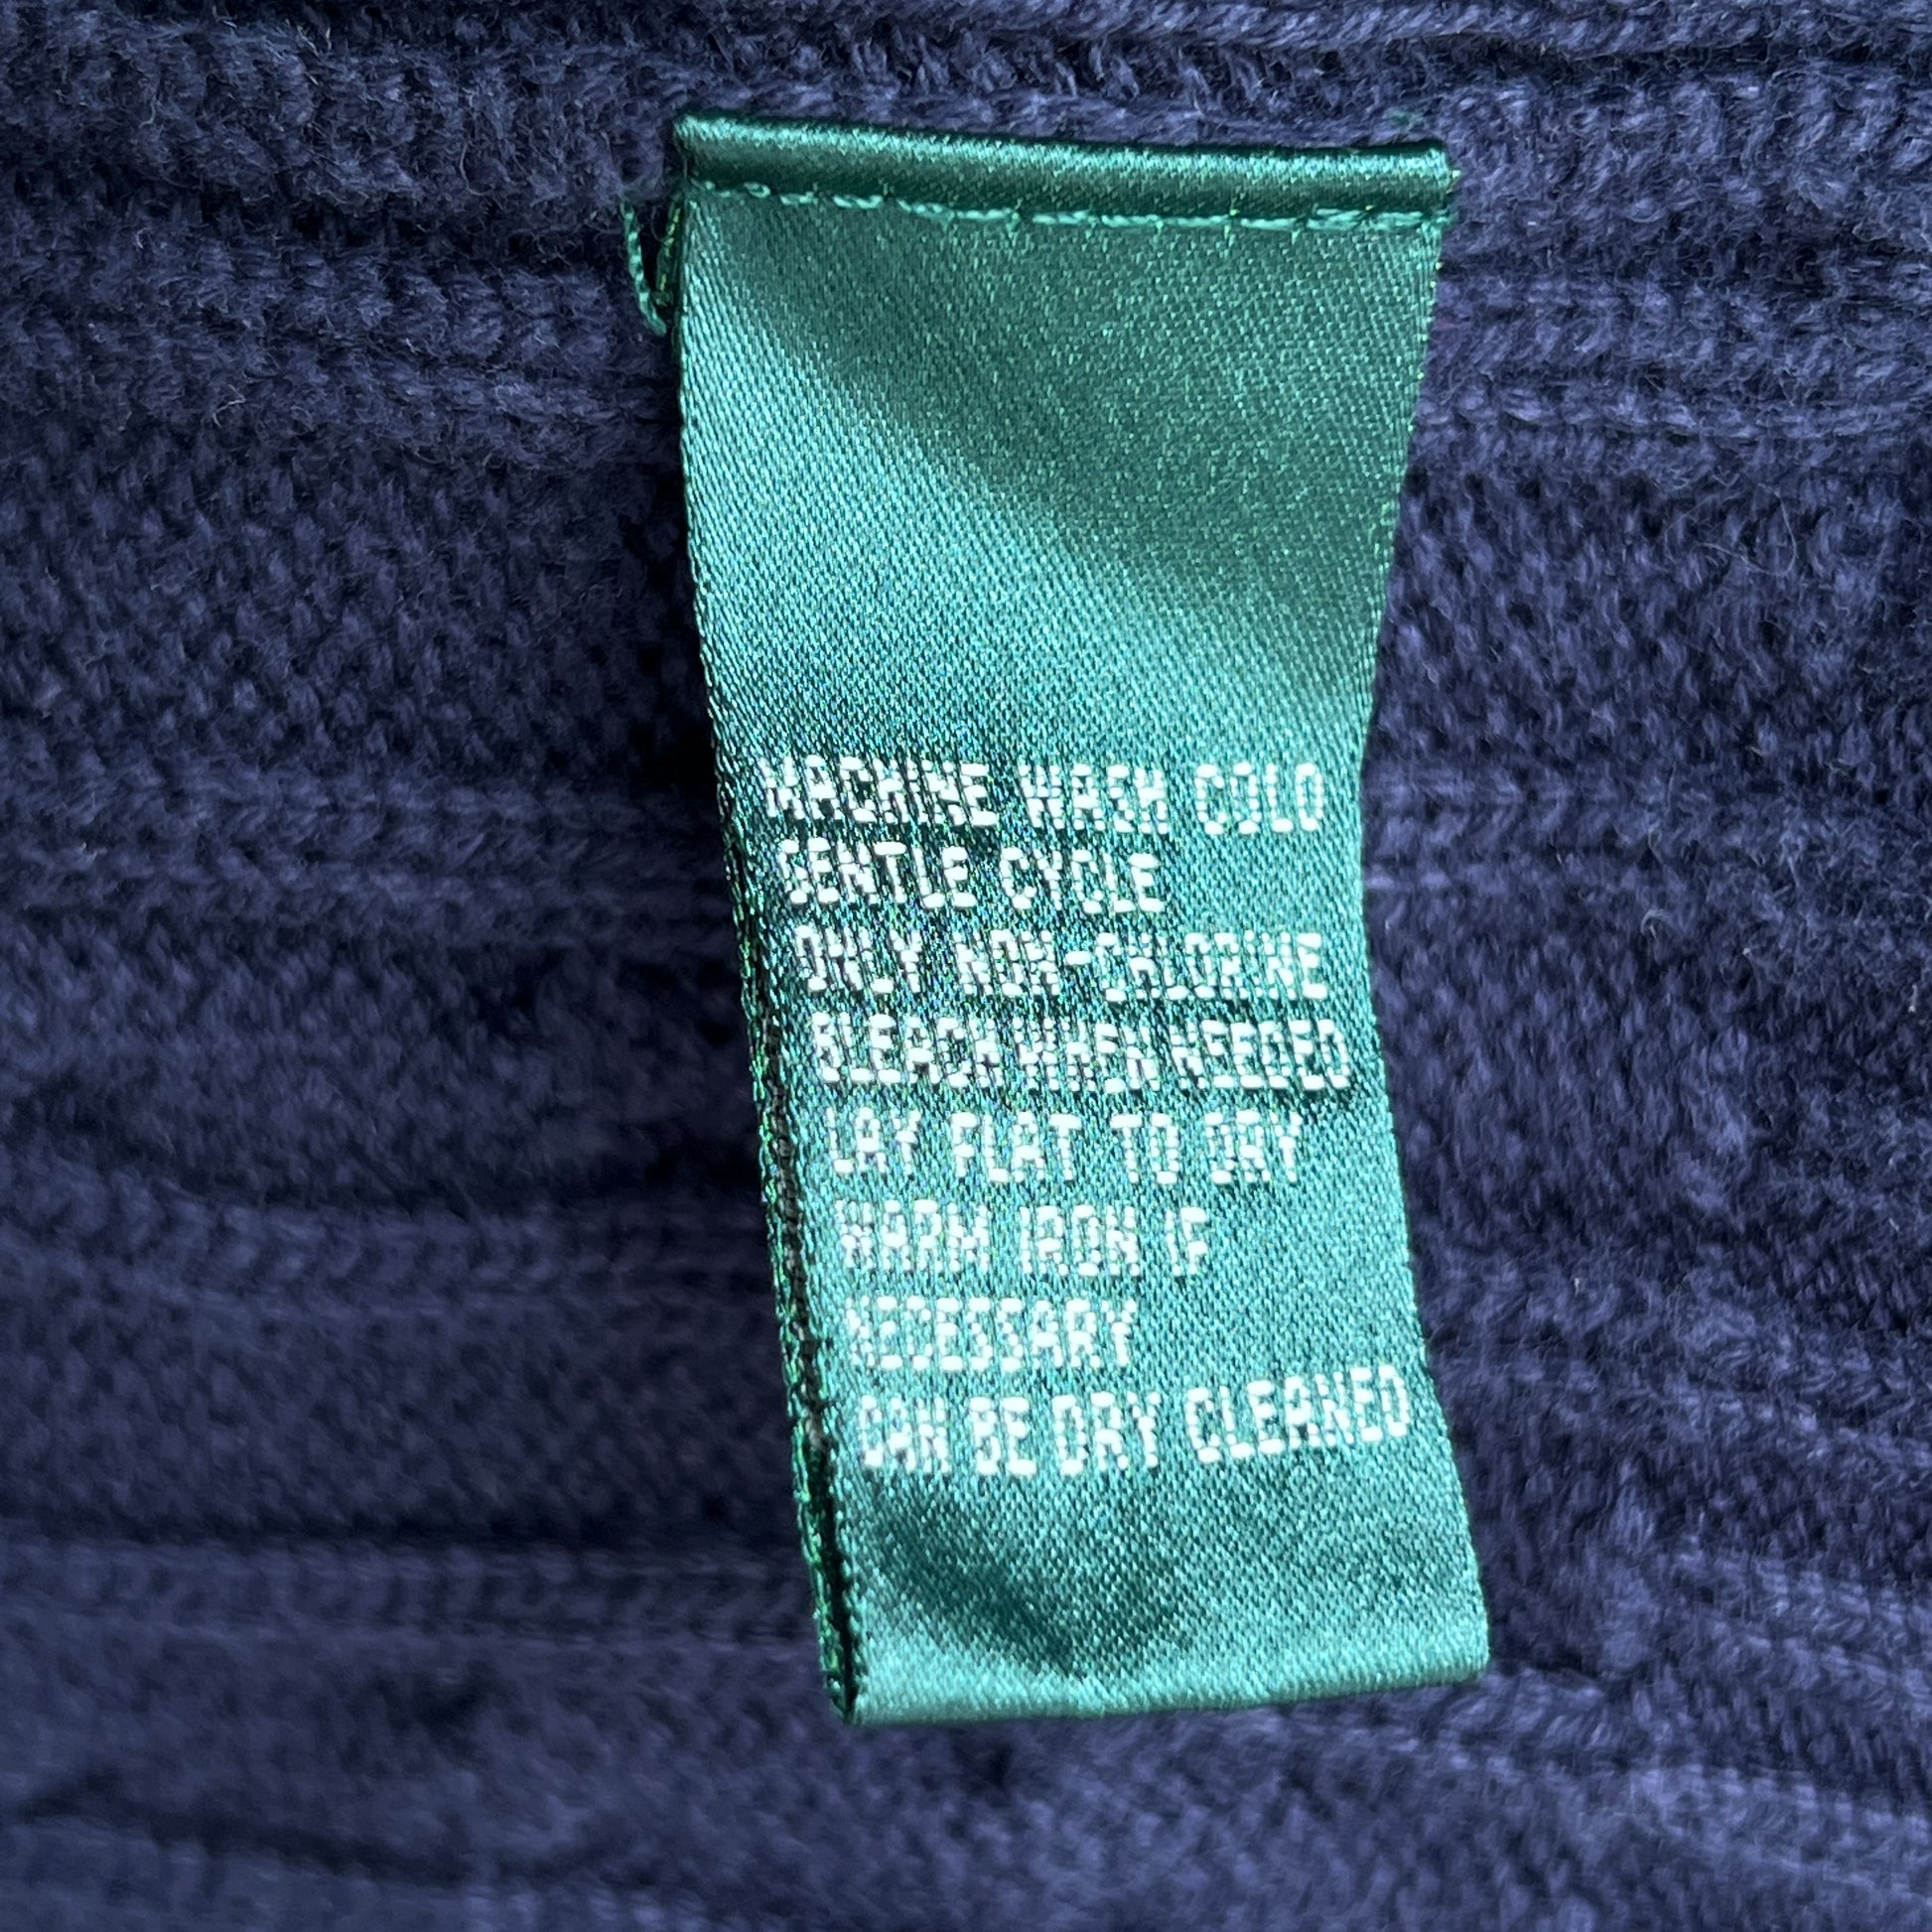 MACHINE WASH COLD
GENTLE CYCLE
ONLY NON-CHLORINE
BLEACH WHEN NEEDED
LAY FLAT TO DRY
WARM IRON IF
NECESSARY
CAN BE DRY CLEANED